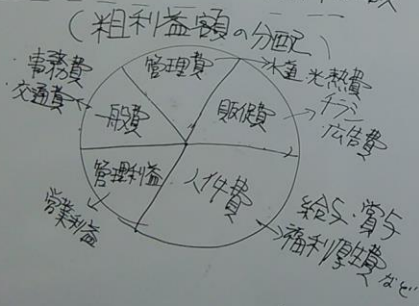 (粗利益額の分配)
事務費
交通費
管理費
水道光熱費
一般費
販促費
チラシ
広告費
管理利益
人件費
営業利益
給与・賞与
福利厚生費など